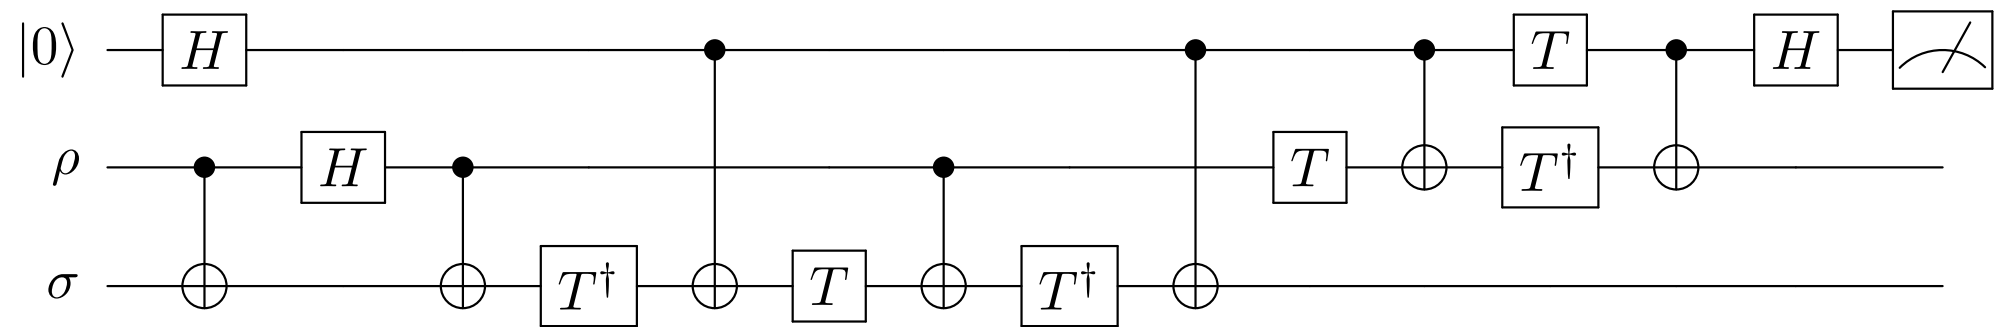 |0⟩ H T H
ρ H T T†
σ T† T T†